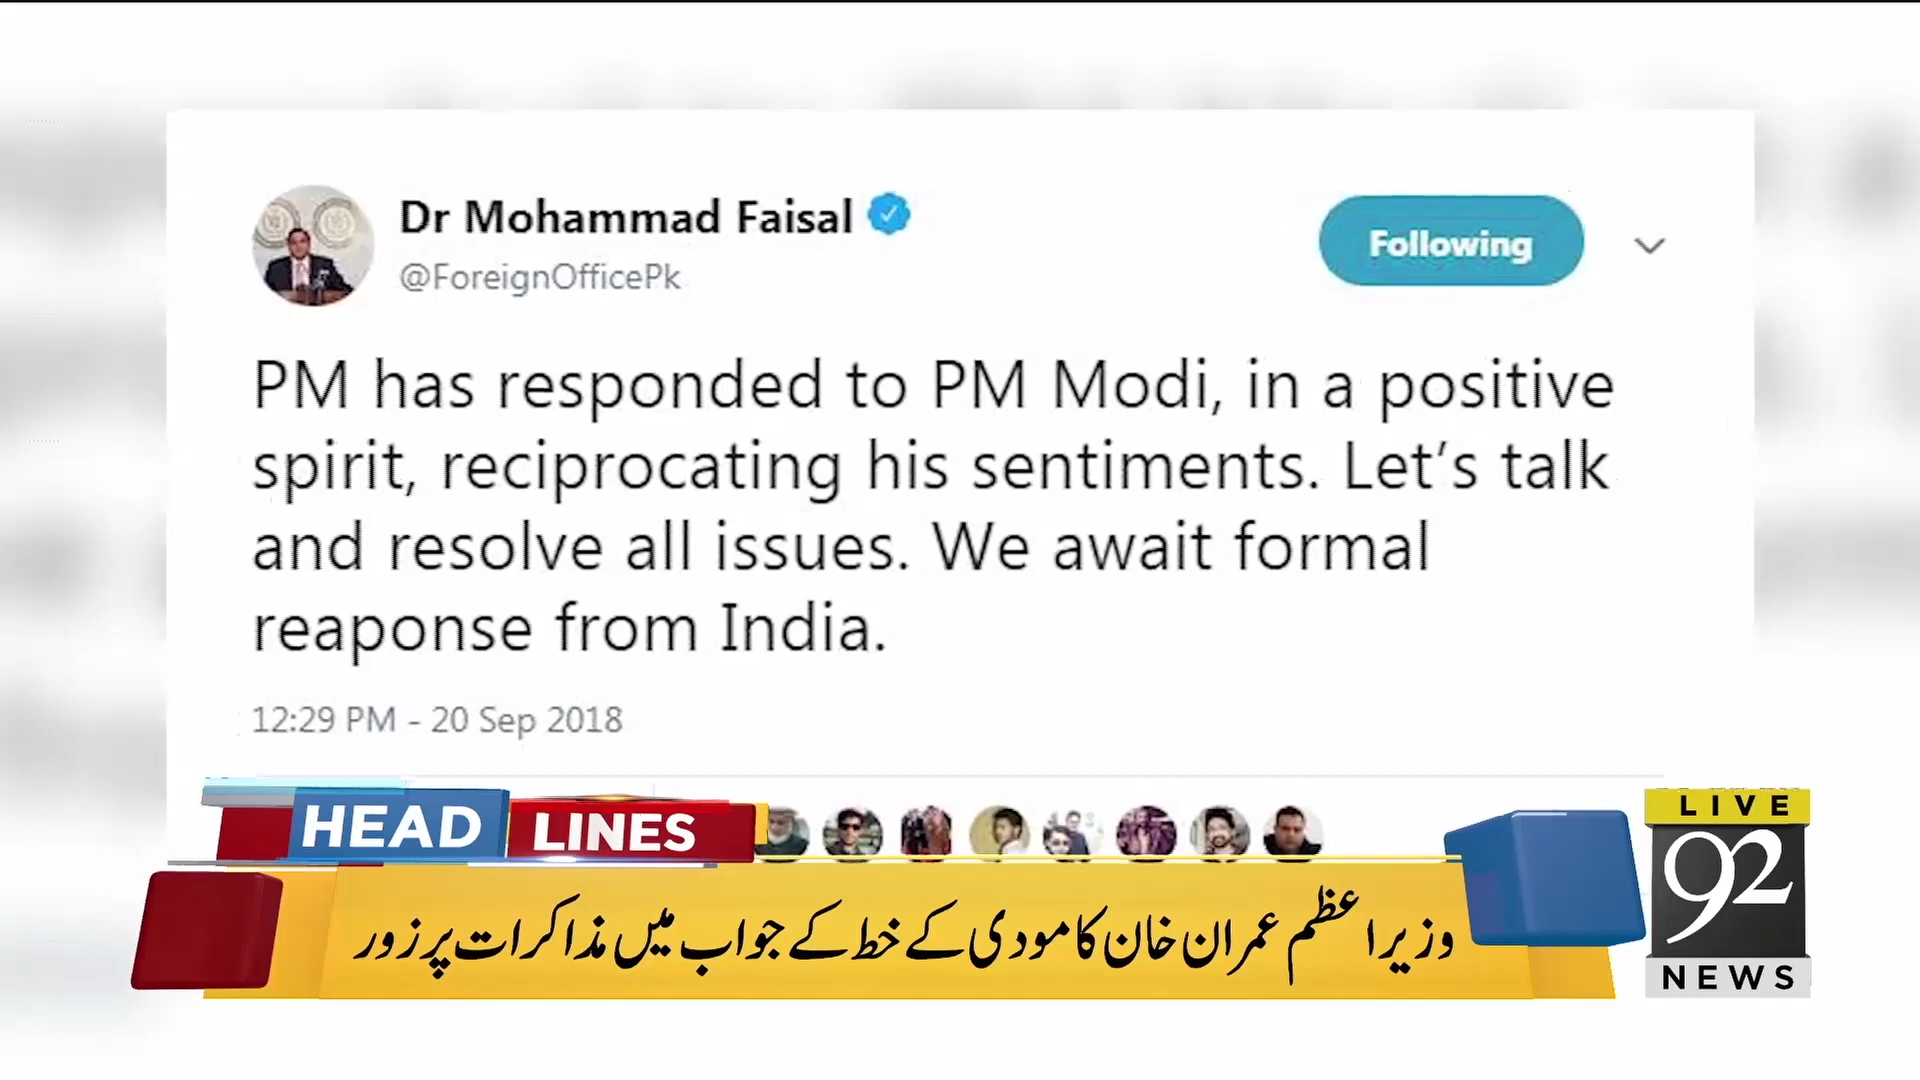 Dr Mohammad Faisal
@ForeignOfficePk
Following
PM has responded to PM Modi, in a positive
spirit, reciprocating his sentiments. Let's talk
and resolve all issues. We await formal
reaponse from India.
12:29 PM - 20 Sep 2018
HEAD LINES
وزیراعظم عمران خان کا مودی کے خط کے جواب میں مذاکرات پر زور
LIVE
92
NEWS